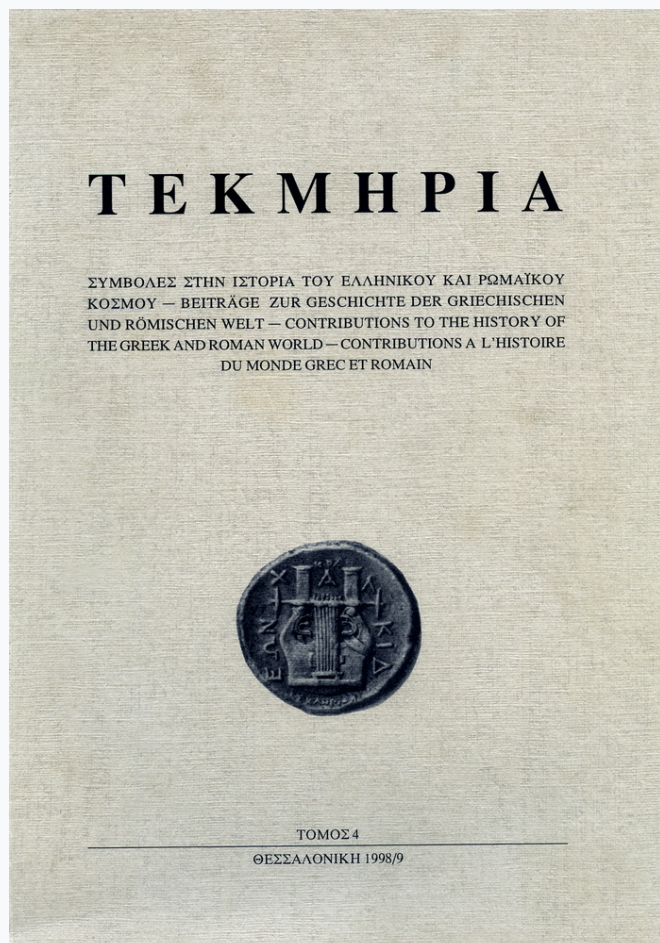 ΤΕΚΜΗΡΙΑ
ΣΥΜΒΟΛΕΣ ΣΤΗΝ ΙΣΤΟΡΙΑ ΤΟΥ ΕΛΛΗΝΙΚΟΥ ΚΑΙ ΡΩΜΑΪΚΟΥ
ΚΟΣΜΟΥ — BEITRÄGE ZUR GESCHICHTE DER GRIECHISCHEN
UND RÖMISCHEN WELT — CONTRIBUTIONS TO THE HISTORY OF
THE GREEK AND ROMAN WORLD — CONTRIBUTIONS A L'HISTOIRE
DU MONDE GREC ET ROMAIN
ΧΑΛ
ΚΙΔ
ΕΩΝ
ΤΟΜΟΣ 4
ΘΕΣΣΑΛΟΝΙΚΗ 1998/9